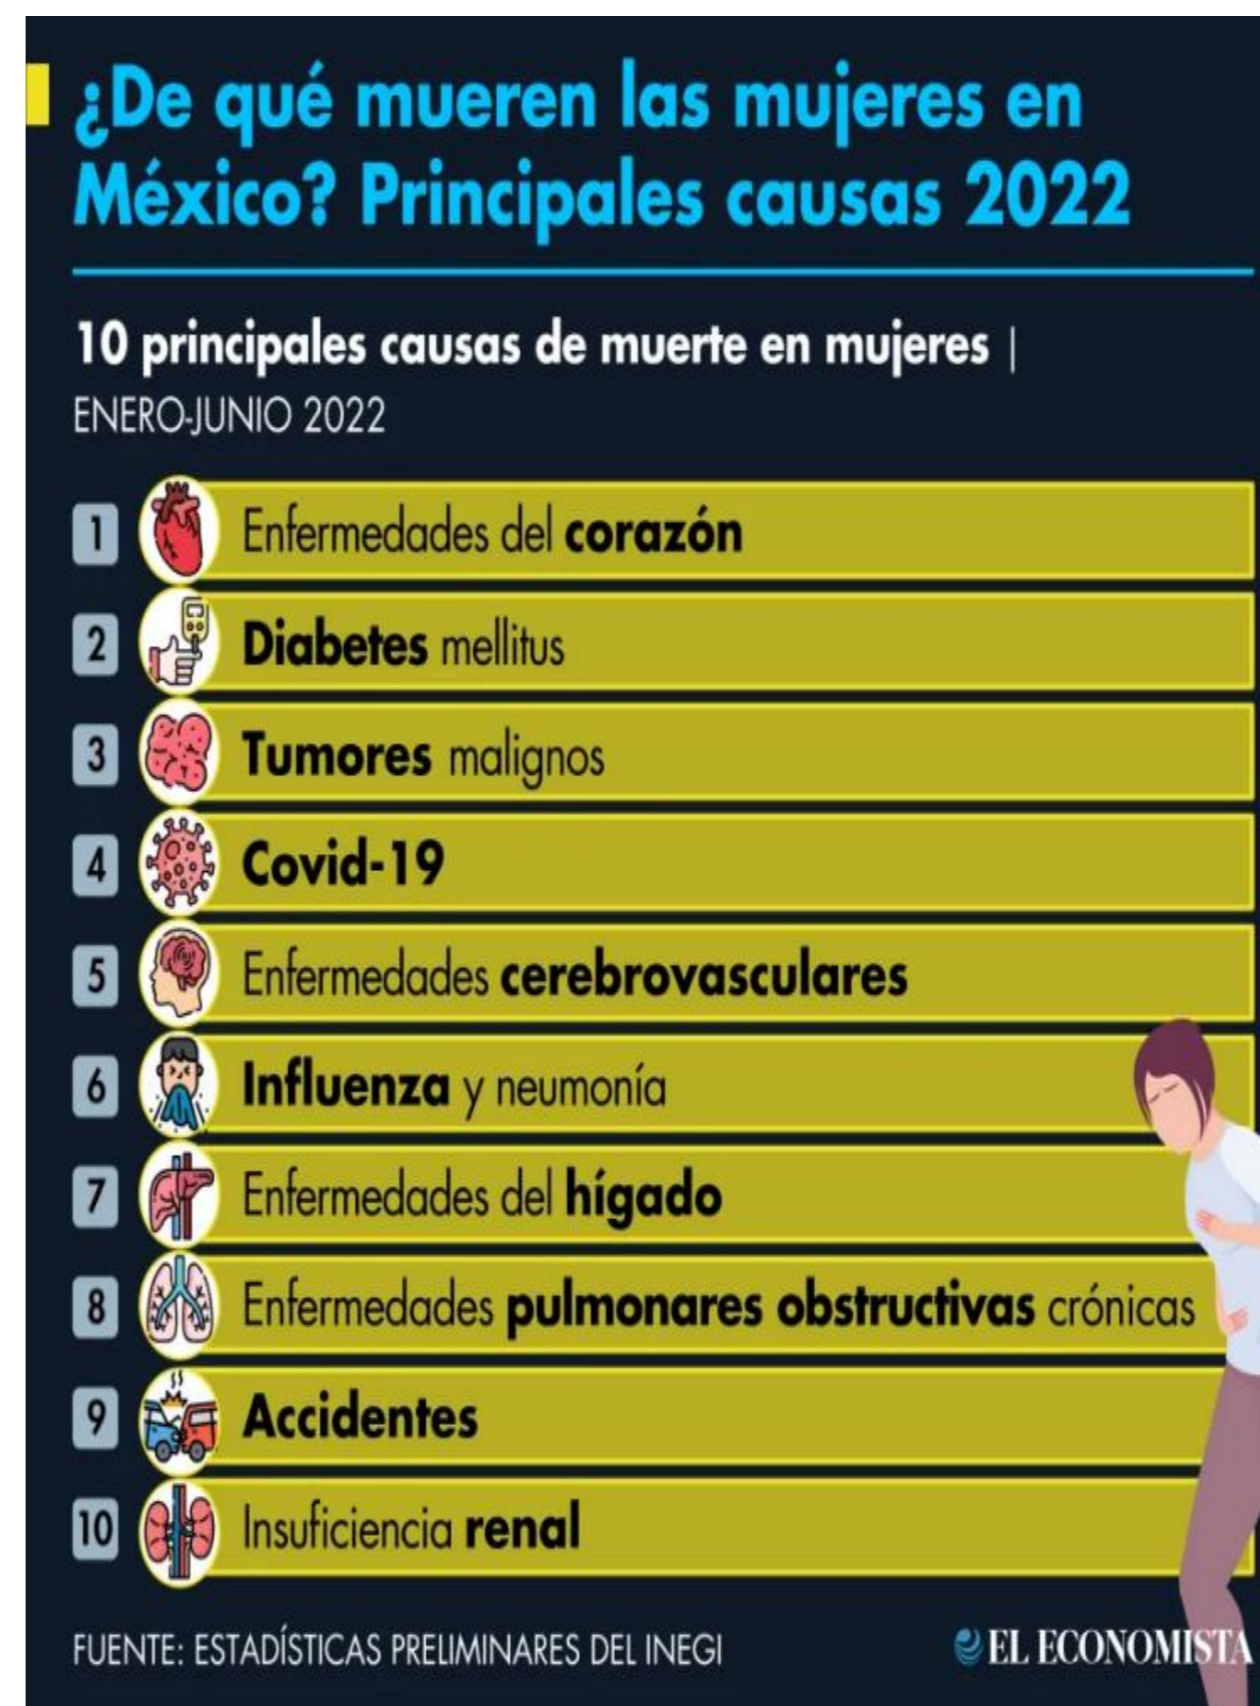 ¿De qué mueren las mujeres en
México? Principales causas 2022
10 principales causas de muerte en mujeres |
ENERO-JUNIO 2022
1 Enfermedades del corazón
2 Diabetes mellitus
3 Tumores malignos
4 Covid-19
5 Enfermedades cerebrovasculares
6 Influenza y neumonía
7 Enfermedades del hígado
8 Enfermedades pulmonares obstructivas crónicas
9 Accidentes
10 Insuficiencia renal
FUENTE: ESTADÍSTICAS PRELIMINARES DEL INEGI
EL ECONOMISTA